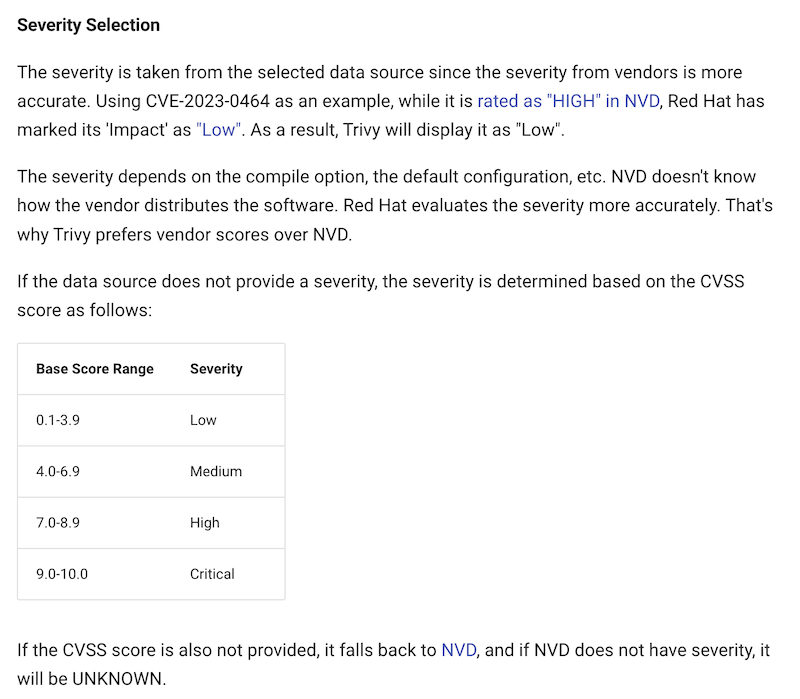 Severity Selection
The severity is taken from the selected data source since the severity from vendors is more
accurate. Using CVE-2023-0464 as an example, while it is rated as "HIGH" in NVD, Red Hat has
marked its 'Impact' as "Low". As a result, Trivy will display it as "Low".
The severity depends on the compile option, the default configuration, etc. NVD doesn't know
how the vendor distributes the software. Red Hat evaluates the severity more accurately. That's
why Trivy prefers vendor scores over NVD.
If the data source does not provide a severity, the severity is determined based on the CVSS
score as follows:
Base Score Range Severity
0.1-3.9 Low
4.0-6.9 Medium
7.0-8.9 High
9.0-10.0 Critical
If the CVSS score is also not provided, it falls back to NVD, and if NVD does not have severity, it
will be UNKNOWN.